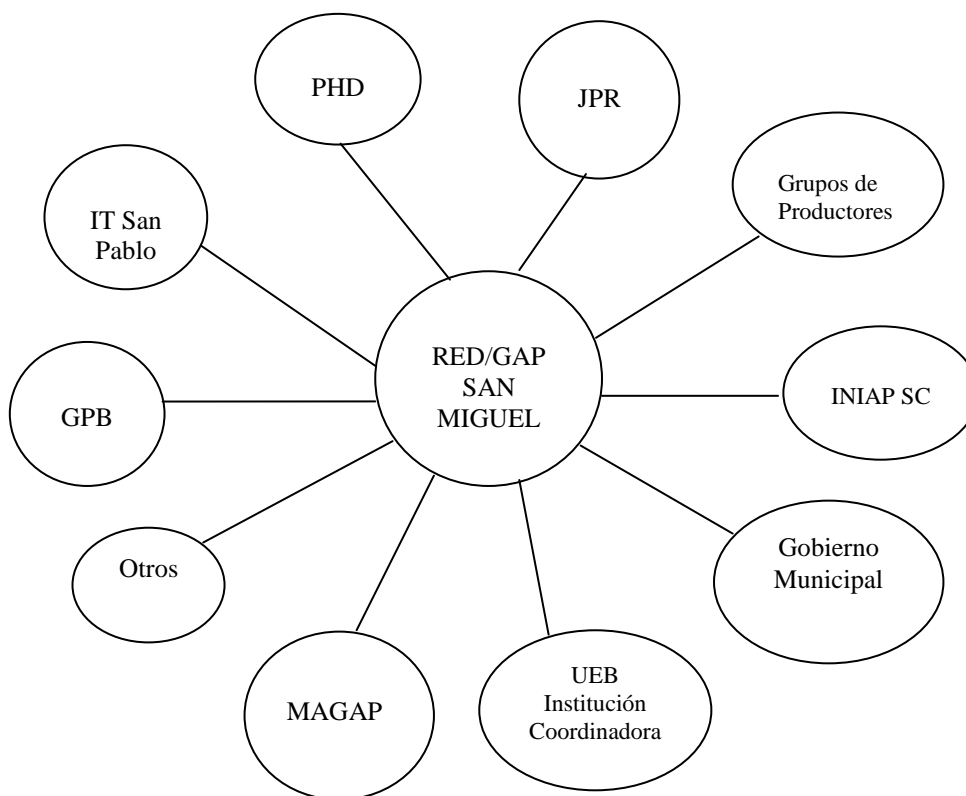 PHD
JPR
Grupos de
Productores
IT San
Pablo
RED/GAP
SAN
MIGUEL
INIAP SC
GPB
Gobierno
Municipal
Otros
UEB
Institución
Coordinadora
MAGAP